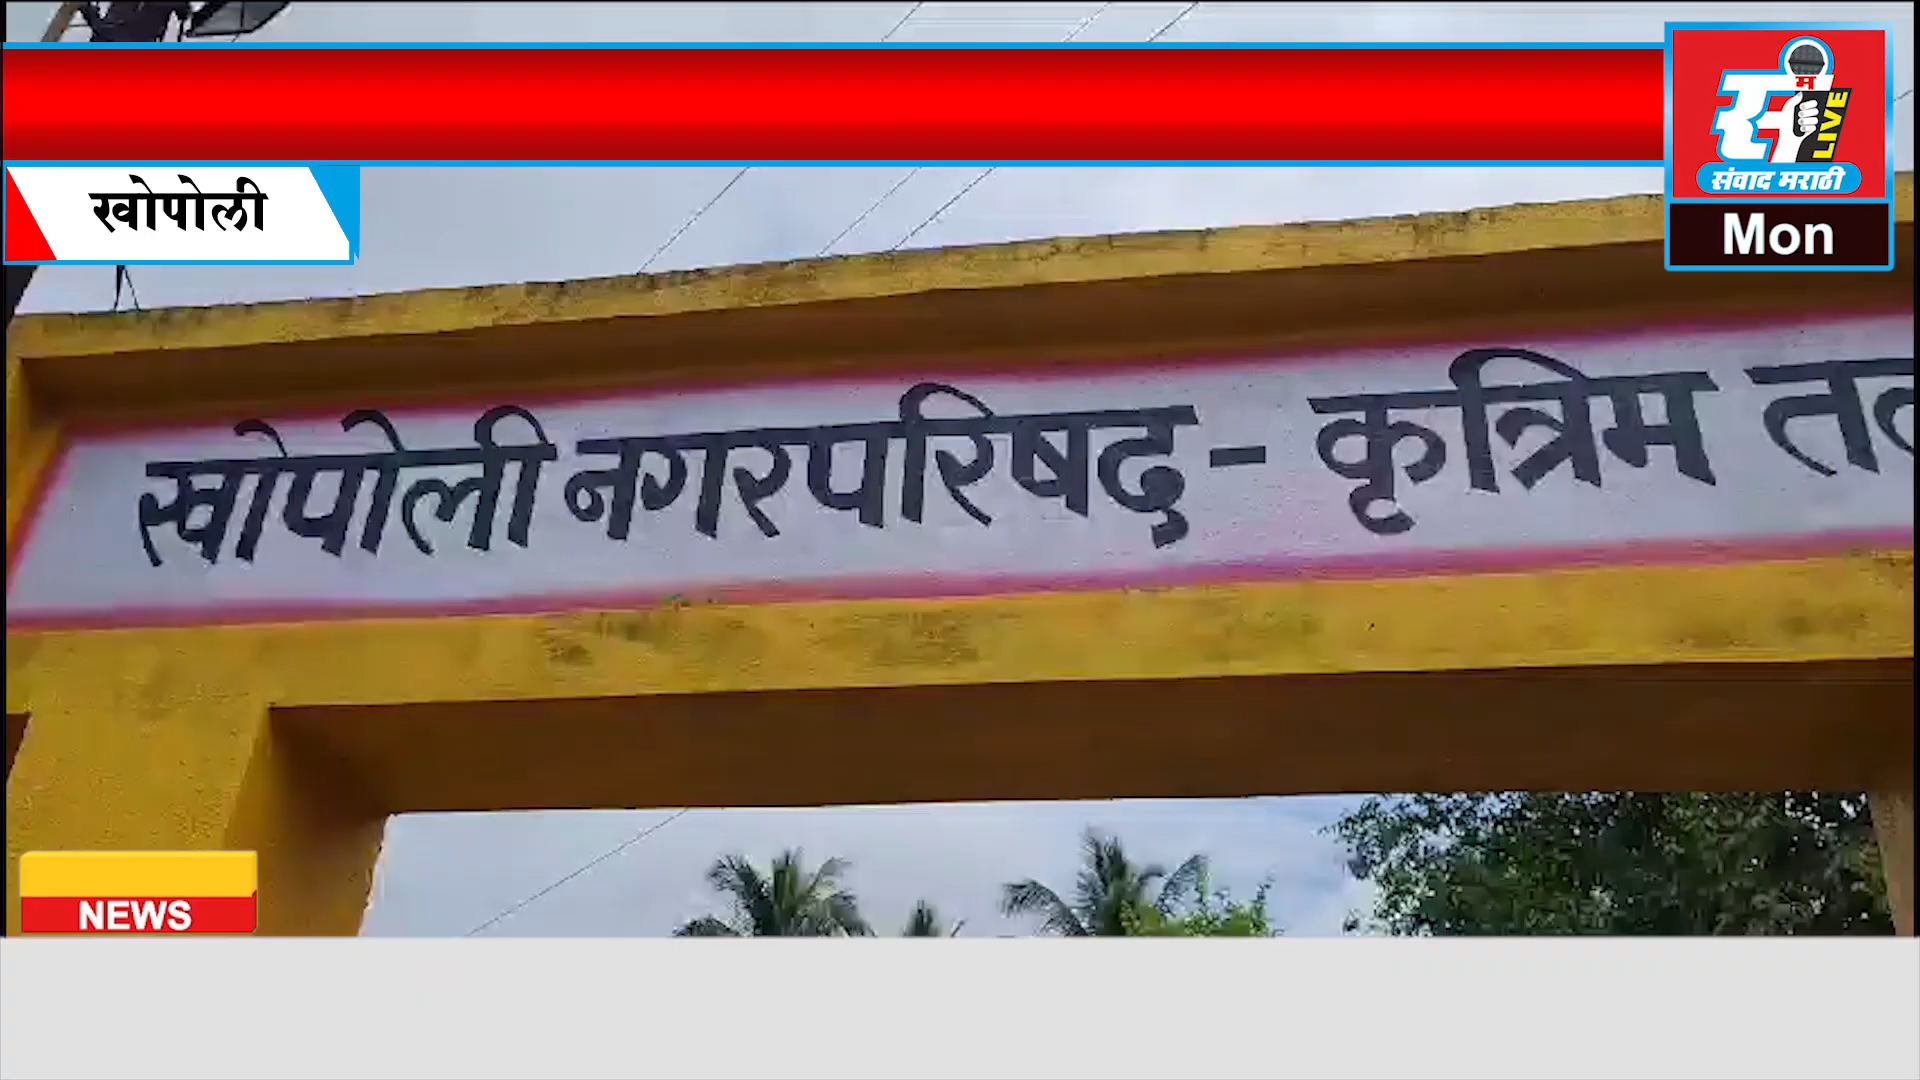 स म
LIVE
संवाद मराठी
Mon
खोपोली
खोपोली नगरपरिषद - कृत्रिम
NEWS